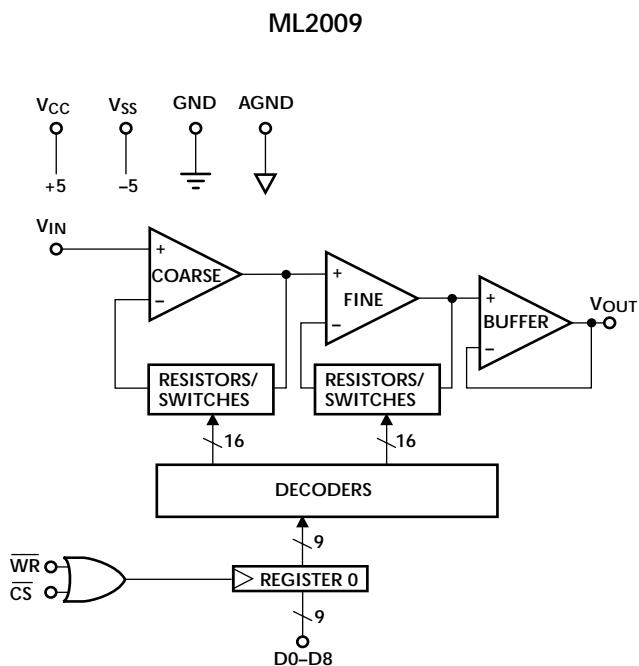 ML2009
VCC
VSS
GND
AGND
+5
–5
VIN
+
COARSE
–
+
FINE
–
+
BUFFER
–
VOUT
RESISTORS/
SWITCHES
RESISTORS/
SWITCHES
16
16
DECODERS
9
WR
CS
REGISTER 0
9
D0–D8